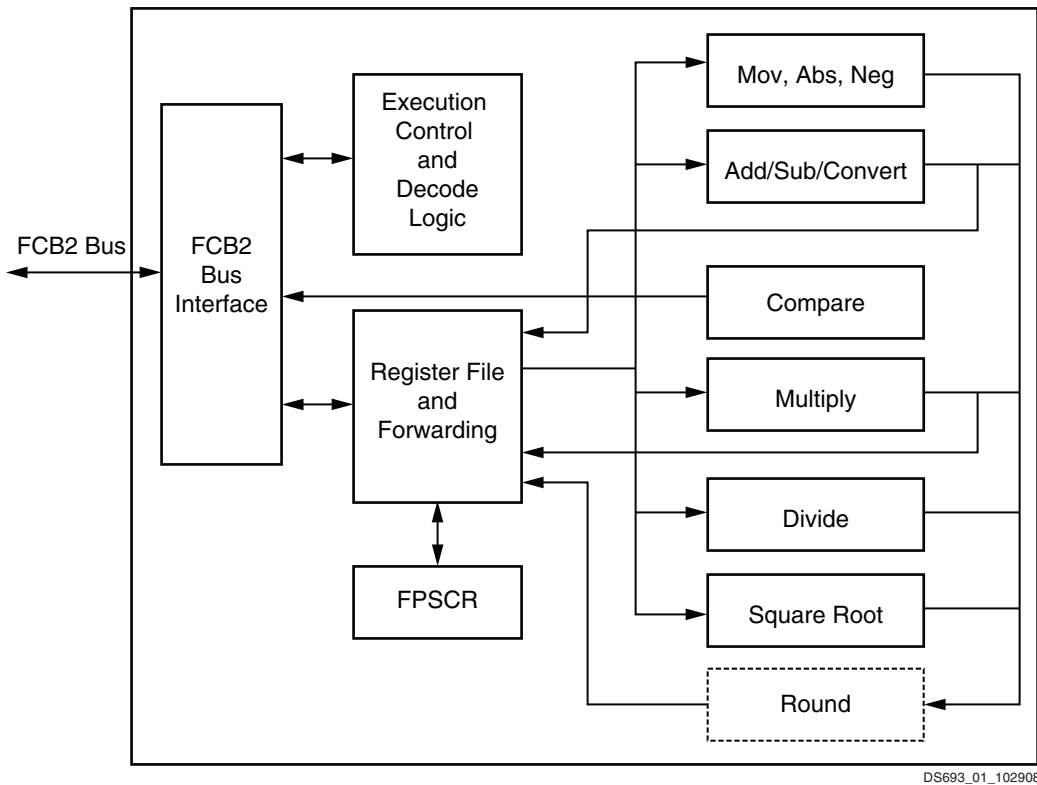 FCB2 Bus
FCB2
Bus
Interface
Execution
Control
and
Decode
Logic
Register File
and
Forwarding
FPSCR
Mov, Abs, Neg
Add/Sub/Convert
Compare
Multiply
Divide
Square Root
Round
DS693_01_102908